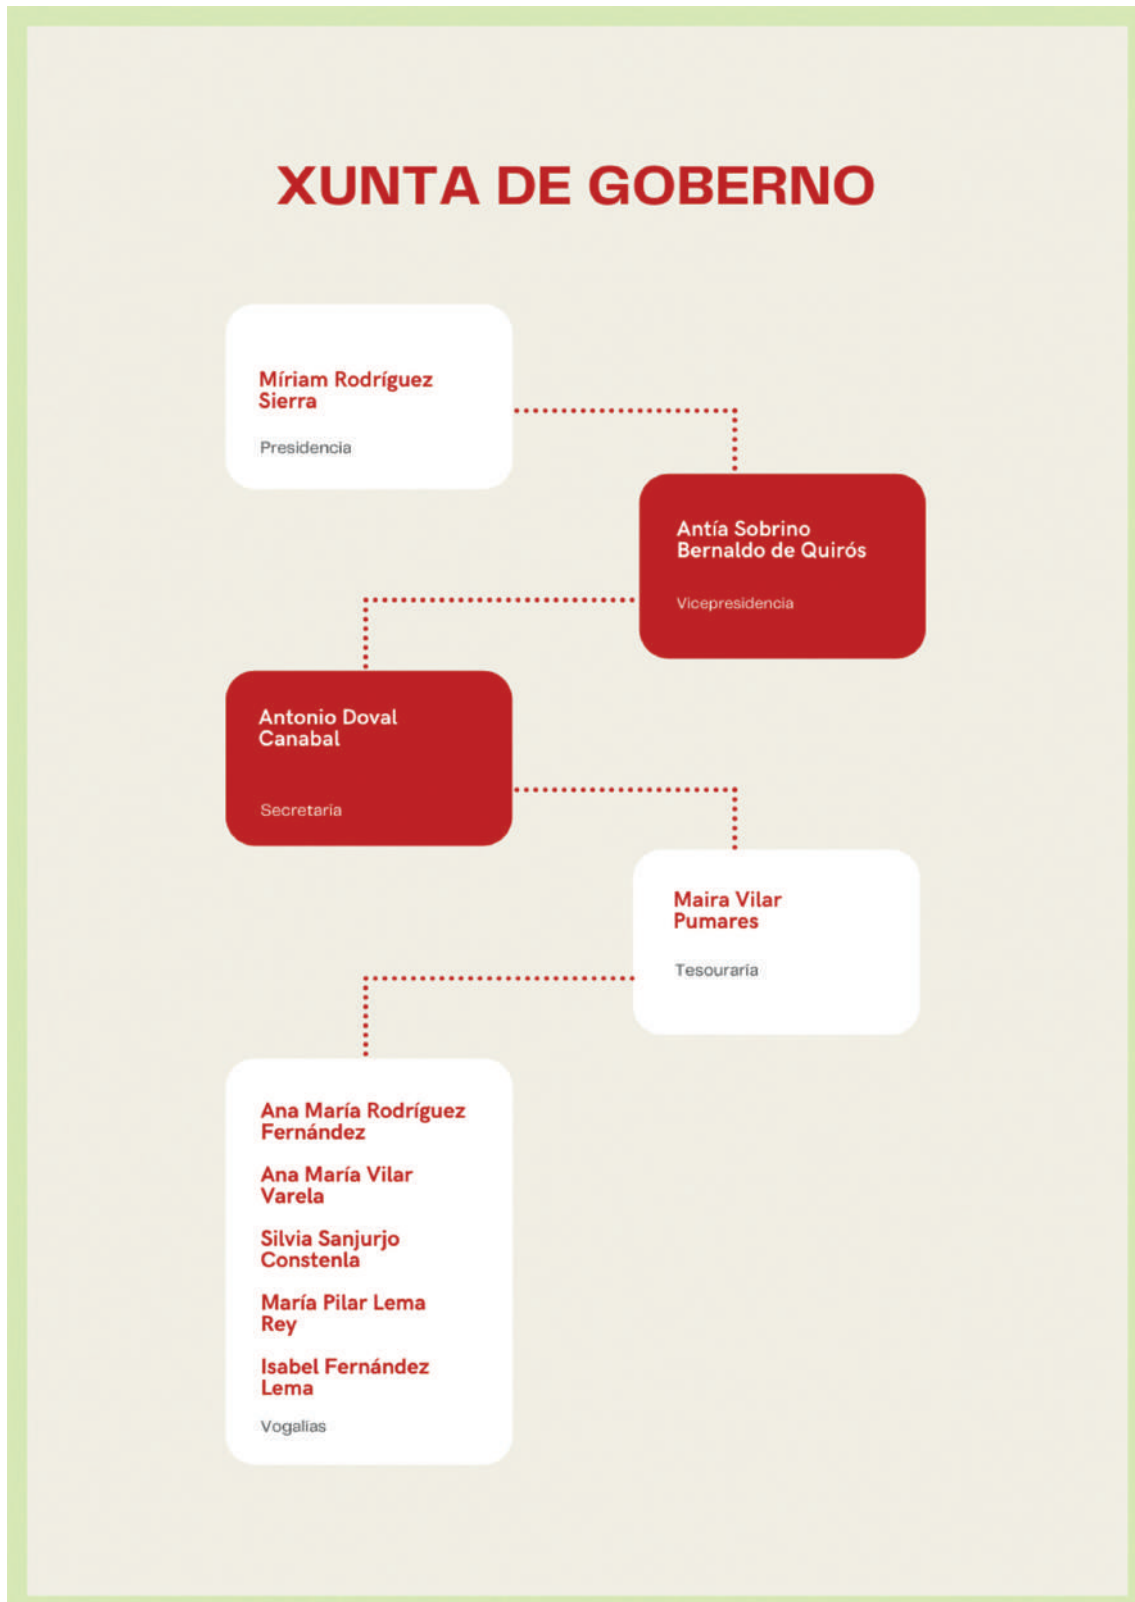 XUNTA DE GOBERNO
Míriam Rodríguez
Sierra
Presidencia
Antía Sobrino
Bernaldo de Quirós
Vicepresidencia
Antonio Doval
Canabal
Secretaría
Maira Vilar
Pumares
Tesouraría
Ana María Rodríguez
Fernández
Ana María Vilar
Varela
Silvia Sanjurjo
Constenla
María Pilar Lema
Rey
Isabel Fernández
Lema
Vogalías